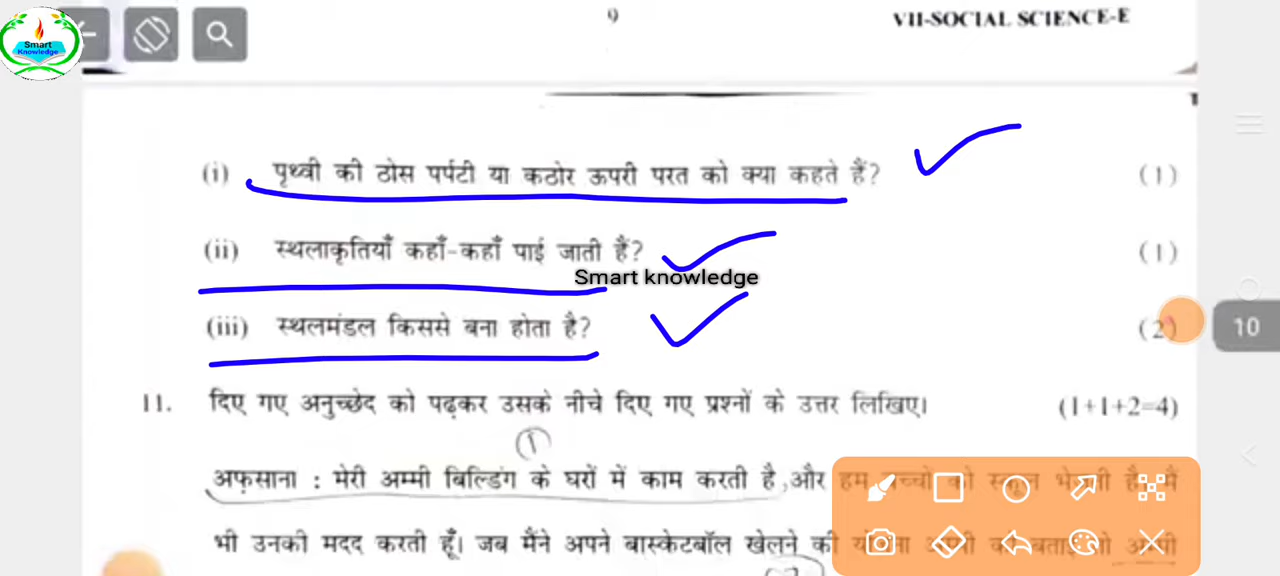 9 VII-SOCIAL SCIENCE-E
Smart
Knowledge
(i) पृथ्वी की ठोस पर्पटी या कठोर ऊपरी परत को क्या कहते हैं? (1)
(ii) स्थलाकृतियाँ कहाँ-कहाँ पाई जाती हैं? (1)
Smart knowledge
(iii) स्थलमंडल किससे बना होता है? (2)
10
11. दिए गए अनुच्छेद को पढ़कर उसके नीचे दिए गए प्रश्नों के उत्तर लिखिए। (1+1+2=4)
(1)
अफ़साना : मेरी अम्मी बिल्डिंग के घरों में काम करती है, और हम
भी उनकी मदद करती हूँ। जब मैंने अपने बास्केटबॉल खेलने की